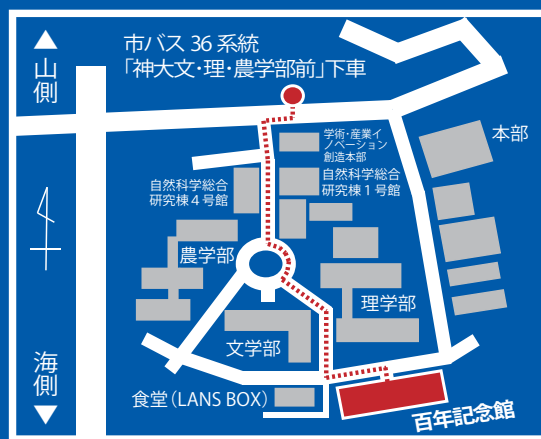 市バス 36 系統
「神大文・理・農学部前」下車
山側
学術・産業イ
ノベーション
創造本部
本部
自然科学総合
研究棟1号館
自然科学総合
研究棟4号館
農学部
理学部
文学部
海側
食堂(LANS BOX)
百年記念館